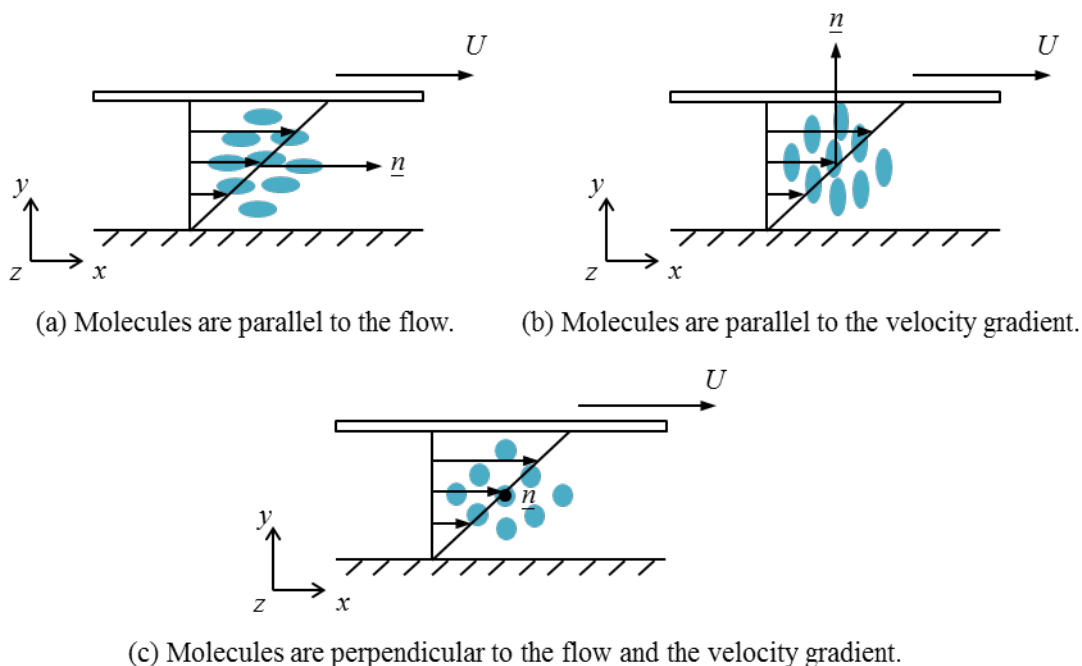 U
n
y
z
x
(a) Molecules are parallel to the flow.
n
U
y
z
x
(b) Molecules are parallel to the velocity gradient.
U
n
y
z
x
(c) Molecules are perpendicular to the flow and the velocity gradient.